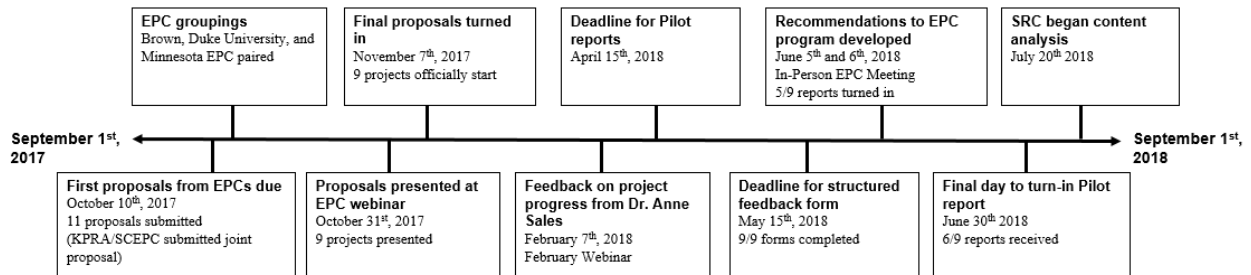 EPC groupings
Brown, Duke University, and
Minnesota EPC paired
Final proposals turned
in
November 7th, 2017
9 projects officially start
Deadline for Pilot
reports
April 15th, 2018
Recommendations to EPC
program developed
June 5th and 6th, 2018
In-Person EPC Meeting
5/9 reports turned in
SRC began content
analysis
July 20th 2018
September 1st,
2017
September 1st,
2018
First proposals from EPCs due
October 10th, 2017
11 proposals submitted
(KPRA/SCEPC submitted joint
proposal)
Proposals presented at
EPC webinar
October 31st, 2017
9 projects presented
Feedback on project
progress from Dr. Anne
Sales
February 7th, 2018
February Webinar
Deadline for structured
feedback form
May 15th, 2018
9/9 forms completed
Final day to turn-in Pilot
report
June 30th 2018
6/9 reports received